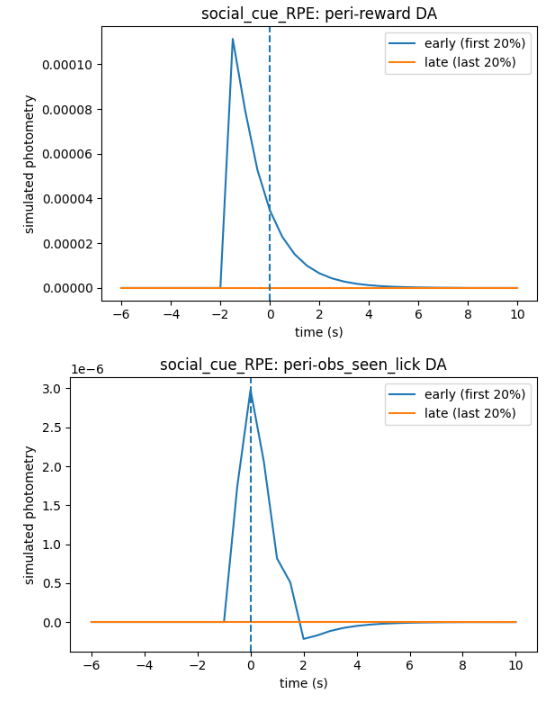 social_cue_RPE: peri-reward DA
early (first 20%)
late (last 20%)
simulated photometry
0.00010
0.00008
0.00006
0.00004
0.00002
0.00000
−6 −4 −2 0 2 4 6 8 10
time (s)
social_cue_RPE: peri-obs_seen_lick DA
1e−6
early (first 20%)
late (last 20%)
simulated photometry
3.0
2.5
2.0
1.5
1.0
0.5
0.0
−6 −4 −2 0 2 4 6 8 10
time (s)